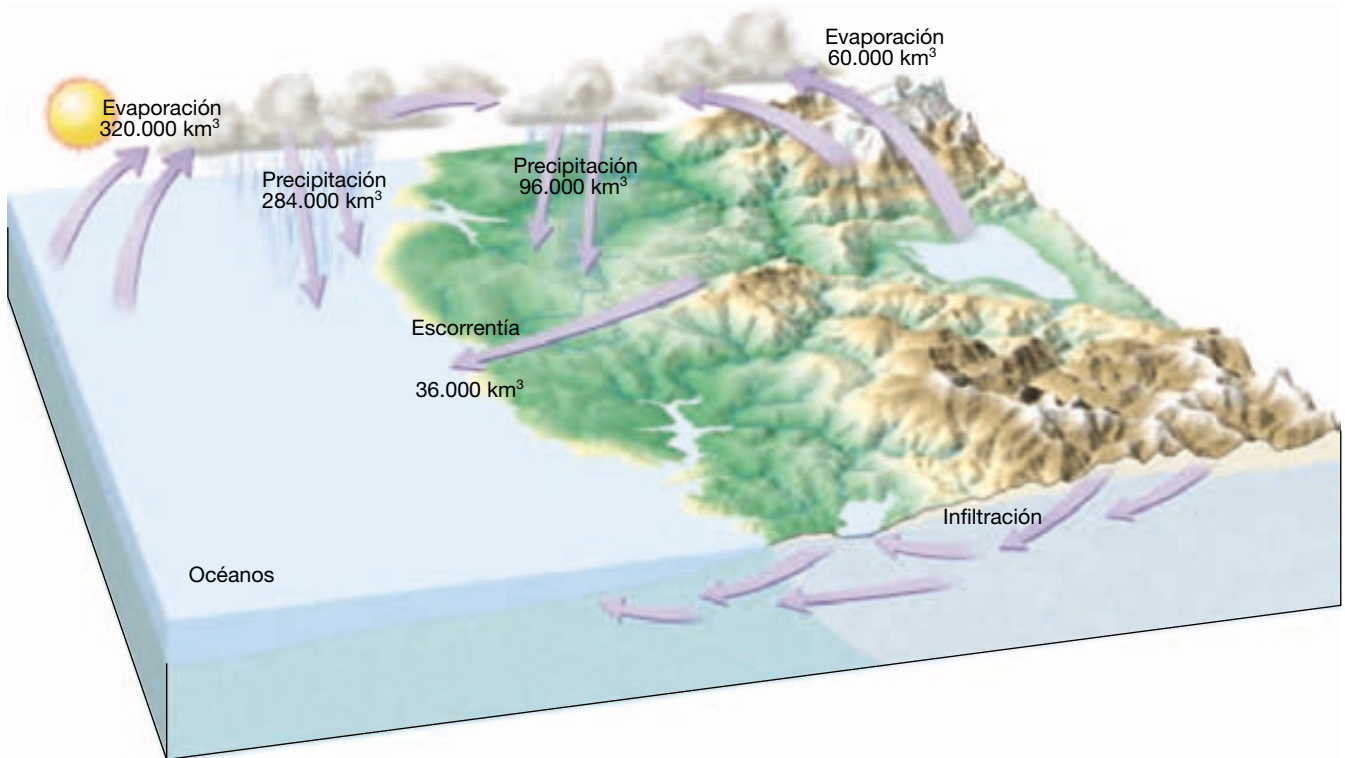 Evaporación
60.000 km³
Evaporación
320.000 km³
Precipitación
284.000 km³
Precipitación
96.000 km³
Escorrentía
36.000 km³
Infiltración
Océanos